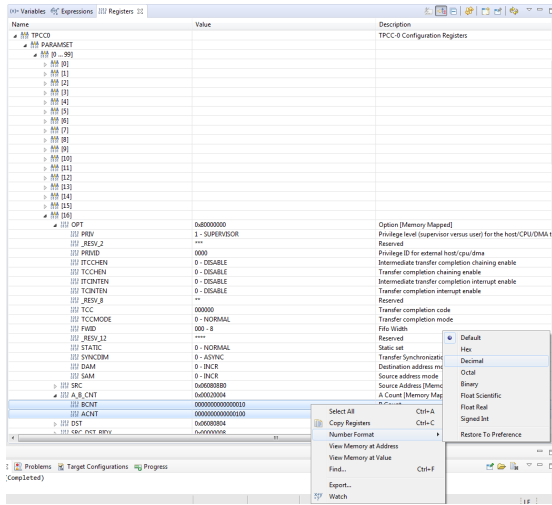 Variables Expressions Registers
Name Value Description
TPCC0 TPCC-0 Configuration Registers
PARAMSET
[0 ... 99]
[0]
[1]
[2]
[3]
[4]
[5]
[6]
[7]
[8]
[9]
[10]
[11]
[12]
[13]
[14]
[15]
[16]
OPT 0x80000000 Option [Memory Mapped]
PRIV 1 - SUPERVISOR Privilege level (supervisor versus user) for the host/CPU/DMA t
_RESV_2 *** Reserved
PRIVID 0000 Privilege ID for external host/cpu/dma
ITCCHEN 0 - DISABLE Intermediate transfer completion chaining enable
TCCHEN 0 - DISABLE Transfer completion chaining enable
ITCINTEN 0 - DISABLE Intermediate transfer completion interrupt enable
TCINTEN 0 - DISABLE Transfer completion interrupt enable
_RESV_8 ** Reserved
TCC 000000 Transfer completion code
TCCMODE 0 - NORMAL Transfer completion mode
FWID 000 - 8 Fifo Width
_RESV_12 **** Reserved
STATIC 0 - NORMAL Static set
SYNCDIM 0 - ASYNC Transfer Synchronizatio
DAM 0 - INCR Destination address mo
SAM 0 - INCR Source address mode
SRC 0x060808B0 Source Address [Memo
A_B_CNT 0x00020004 A Count [Memory Map
BCNT 0000000000000010 B Count
ACNT 0000000000000100
DST 0x06080804
SRC_DST_BIDX 0x00000008
Select All Ctrl+A
Copy Registers Ctrl+C
Number Format
View Memory at Address
View Memory at Value
Find... Ctrl+F
Export...
Watch
Default
Hex
Decimal
Octal
Binary
Float Scientific
Float Real
Signed Int
Restore To Preference
Problems Target Configurations Progress
Completed)
LF